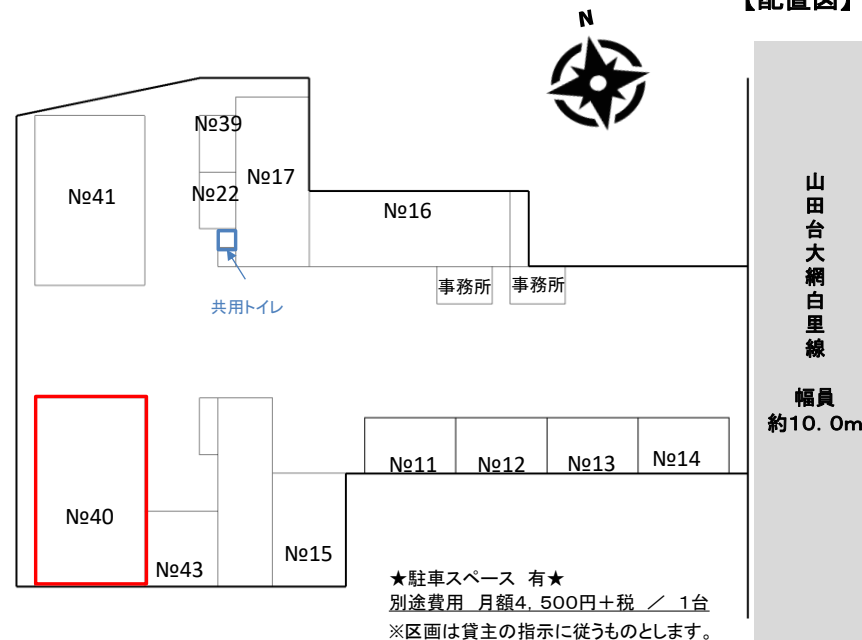 【配置図】
N
№39
№41
№22
№17
№16
事務所
事務所
共用トイレ
山田台大網白里線
幅員
約10．0m
№11
№12
№13
№14
№40
№43
№15
★駐車スペース 有★
別途費用 月額4，500円＋税 ／ 1台
※区画は貸主の指示に従うものとします。